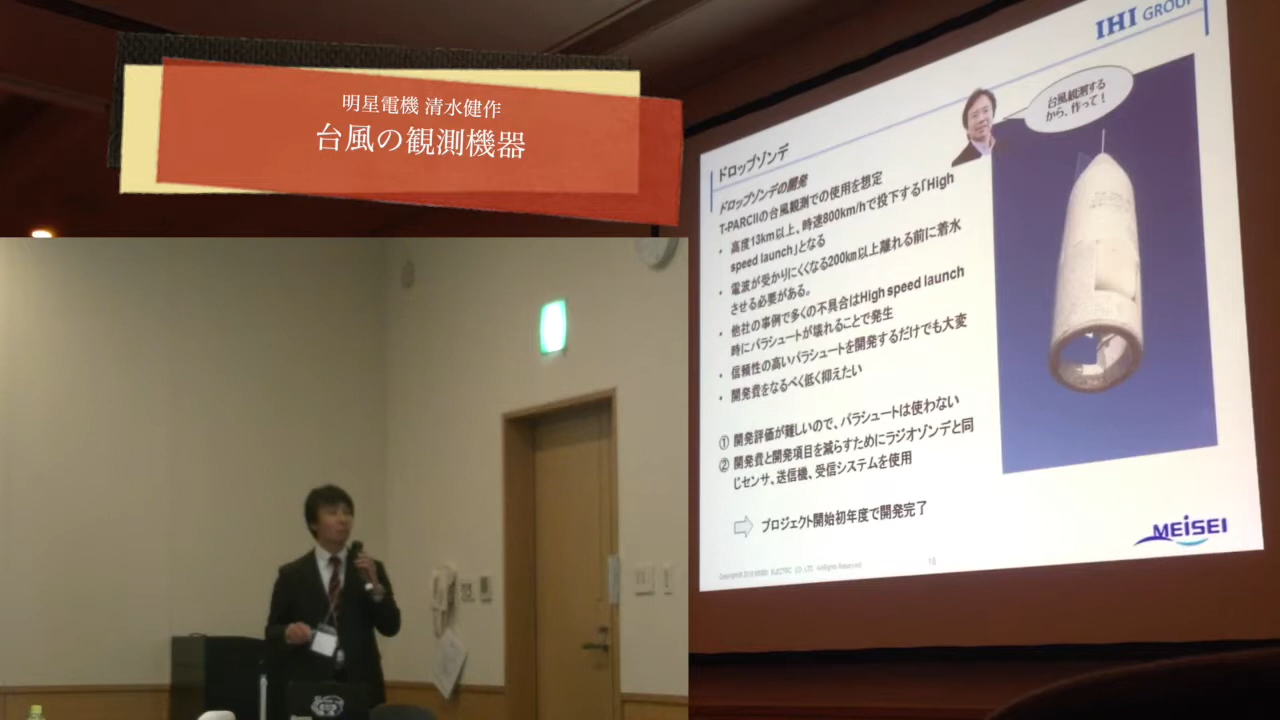 明星電機 清水健作
台風の観測機器
IHI GROUP
台風観測する
から、作って！
ドロップゾンデ
ドロップゾンデの開発
T-PARCIIの台風観測での使用を想定
・ 高度13km以上、時速800km/hで投下する「High
speed launch」となる
・ 電波が受かりにくくなる200km以上離れる前に着水
させる必要がある。
・ 他社の事例で多くの不具合はHigh speed launch
時にパラシュートが壊れることで発生
・ 信頼性の高いパラシュートを開発するだけでも大変
・ 開発費をなるべく低く抑えたい
① 開発評価が難しいので、パラシュートは使わない
② 開発費と開発項目を減らすためにラジオゾンデと同
じセンサ、送信機、受信システムを使用
プロジェクト開始初年度で開発完了
MEISEI
18